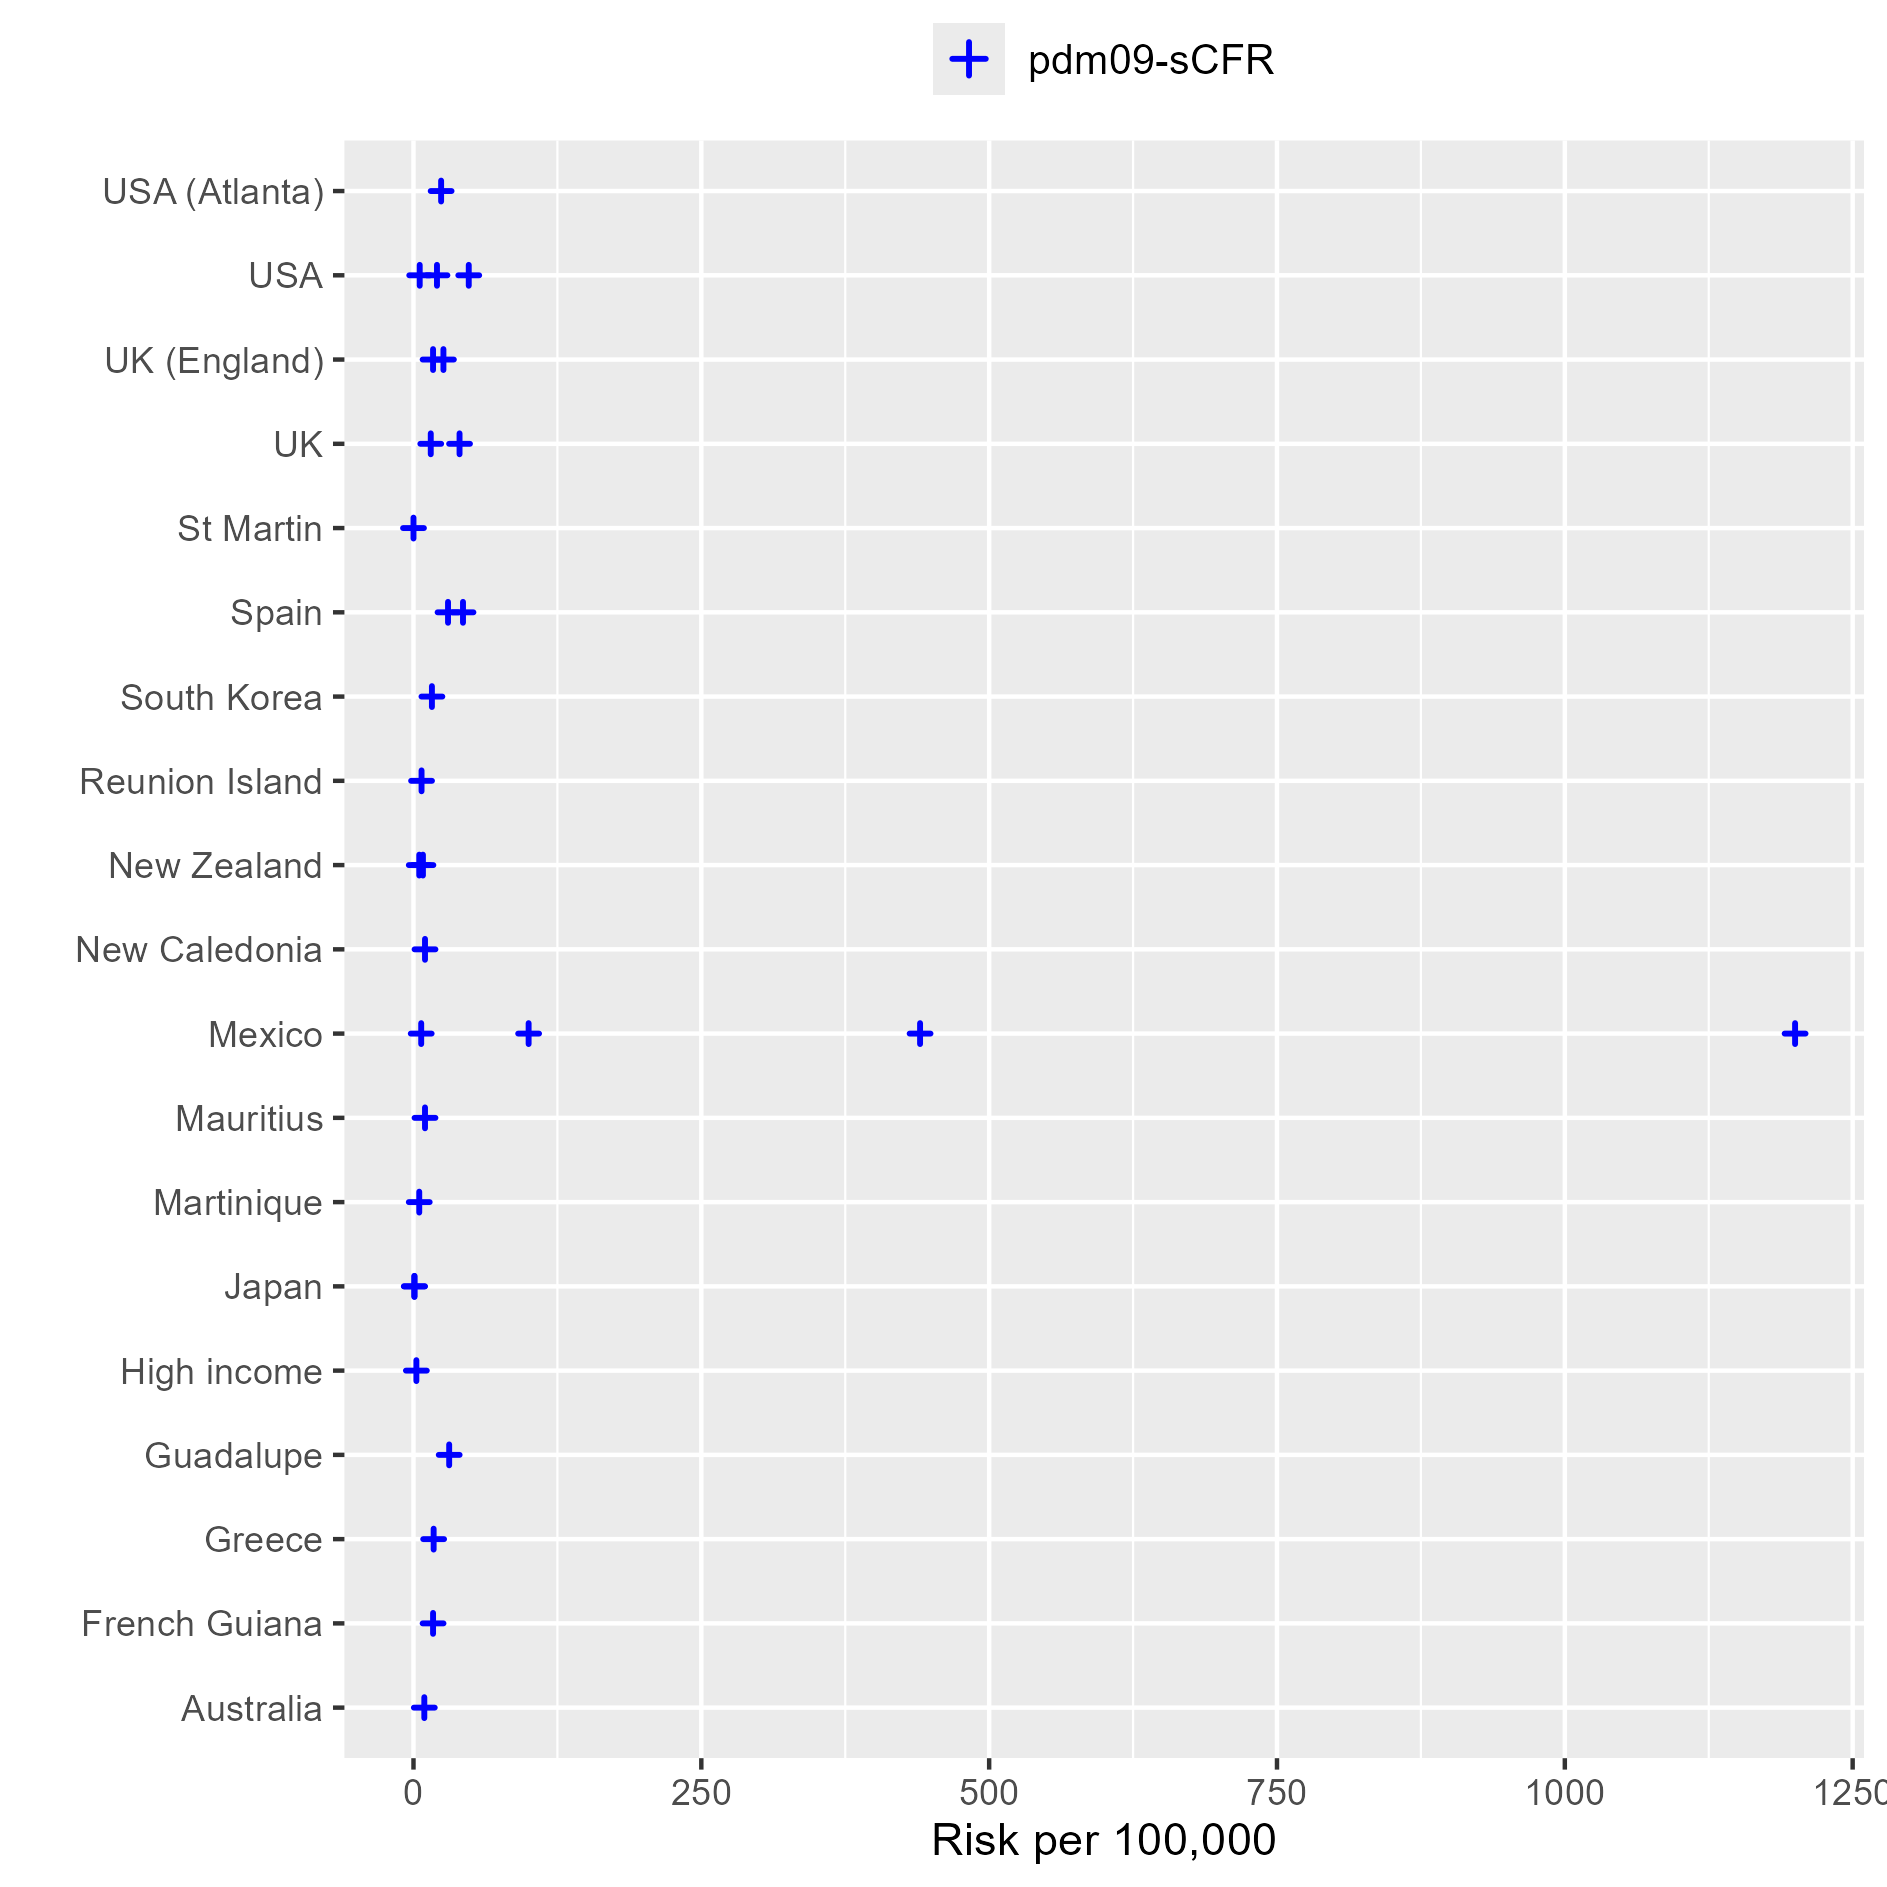 pdm09-sCFR
USA (Atlanta)
USA
UK (England)
UK
St Martin
Spain
South Korea
Reunion Island
New Zealand
New Caledonia
Mexico
Mauritius
Martinique
Japan
High income
Guadalupe
Greece
French Guiana
Australia
0 250 500 750 1000 1250
Risk per 100,000